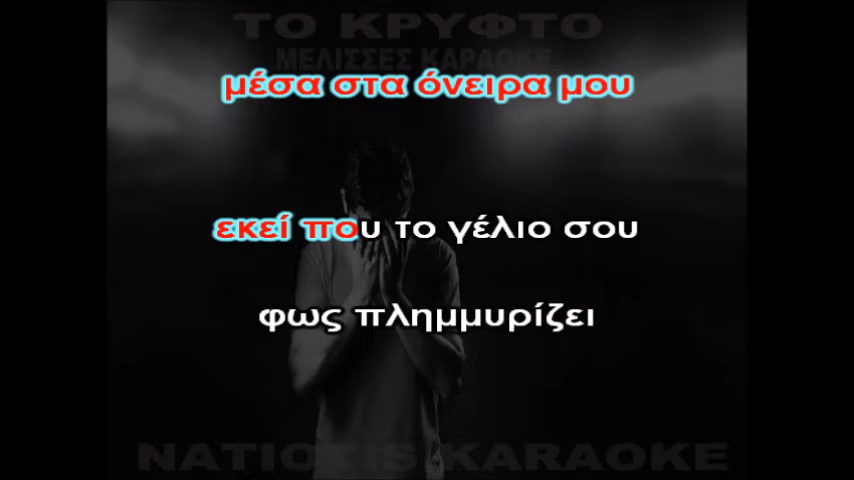 ΤΟ ΚΡΥΦΤΟ
ΜΕΛΙΣΣΕΣ ΚΑΡΑΟΚΕ
μέσα στα όνειρα μου
εκεί που το γέλιο σου
φως πλημμυρίζει
NATIOTIS KARAOKE